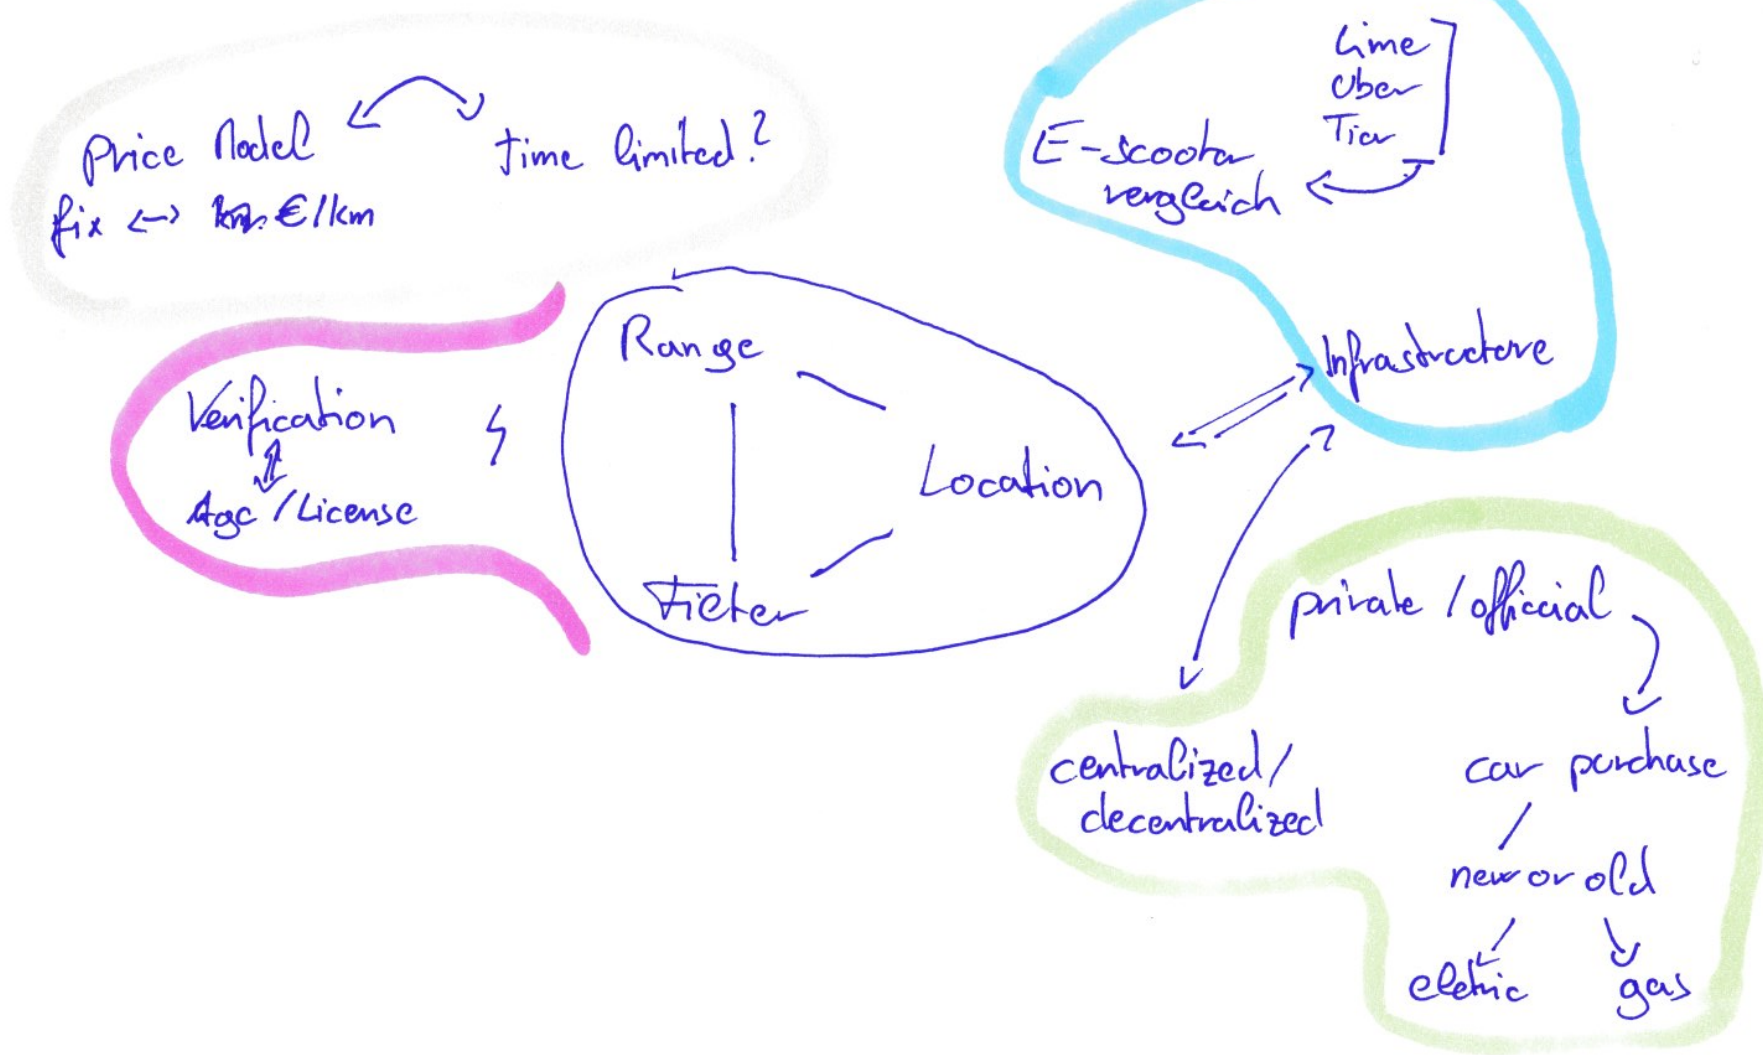 Price Model
time limited?
fix <-> €/km
Lime
Uber
Tier
E-scooter
vergleich
Infrastructure
Verification
Age / License
Range
Location
Filter
private / official
car purchase
centralized/
decentralized
new or old
eletric
gas